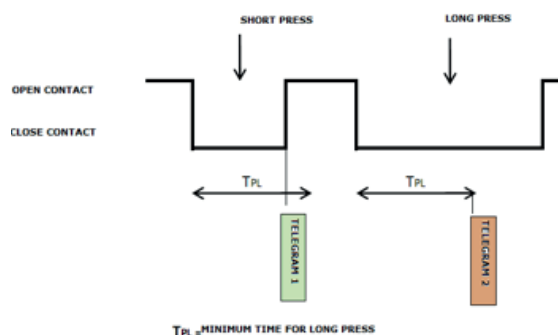 SHORT PRESS
LONG PRESS
OPEN CONTACT
CLOSE CONTACT
TPL
TPL
TELEGRAM 1
TELEGRAM 2
TPL = MINIMUM TIME FOR LONG PRESS